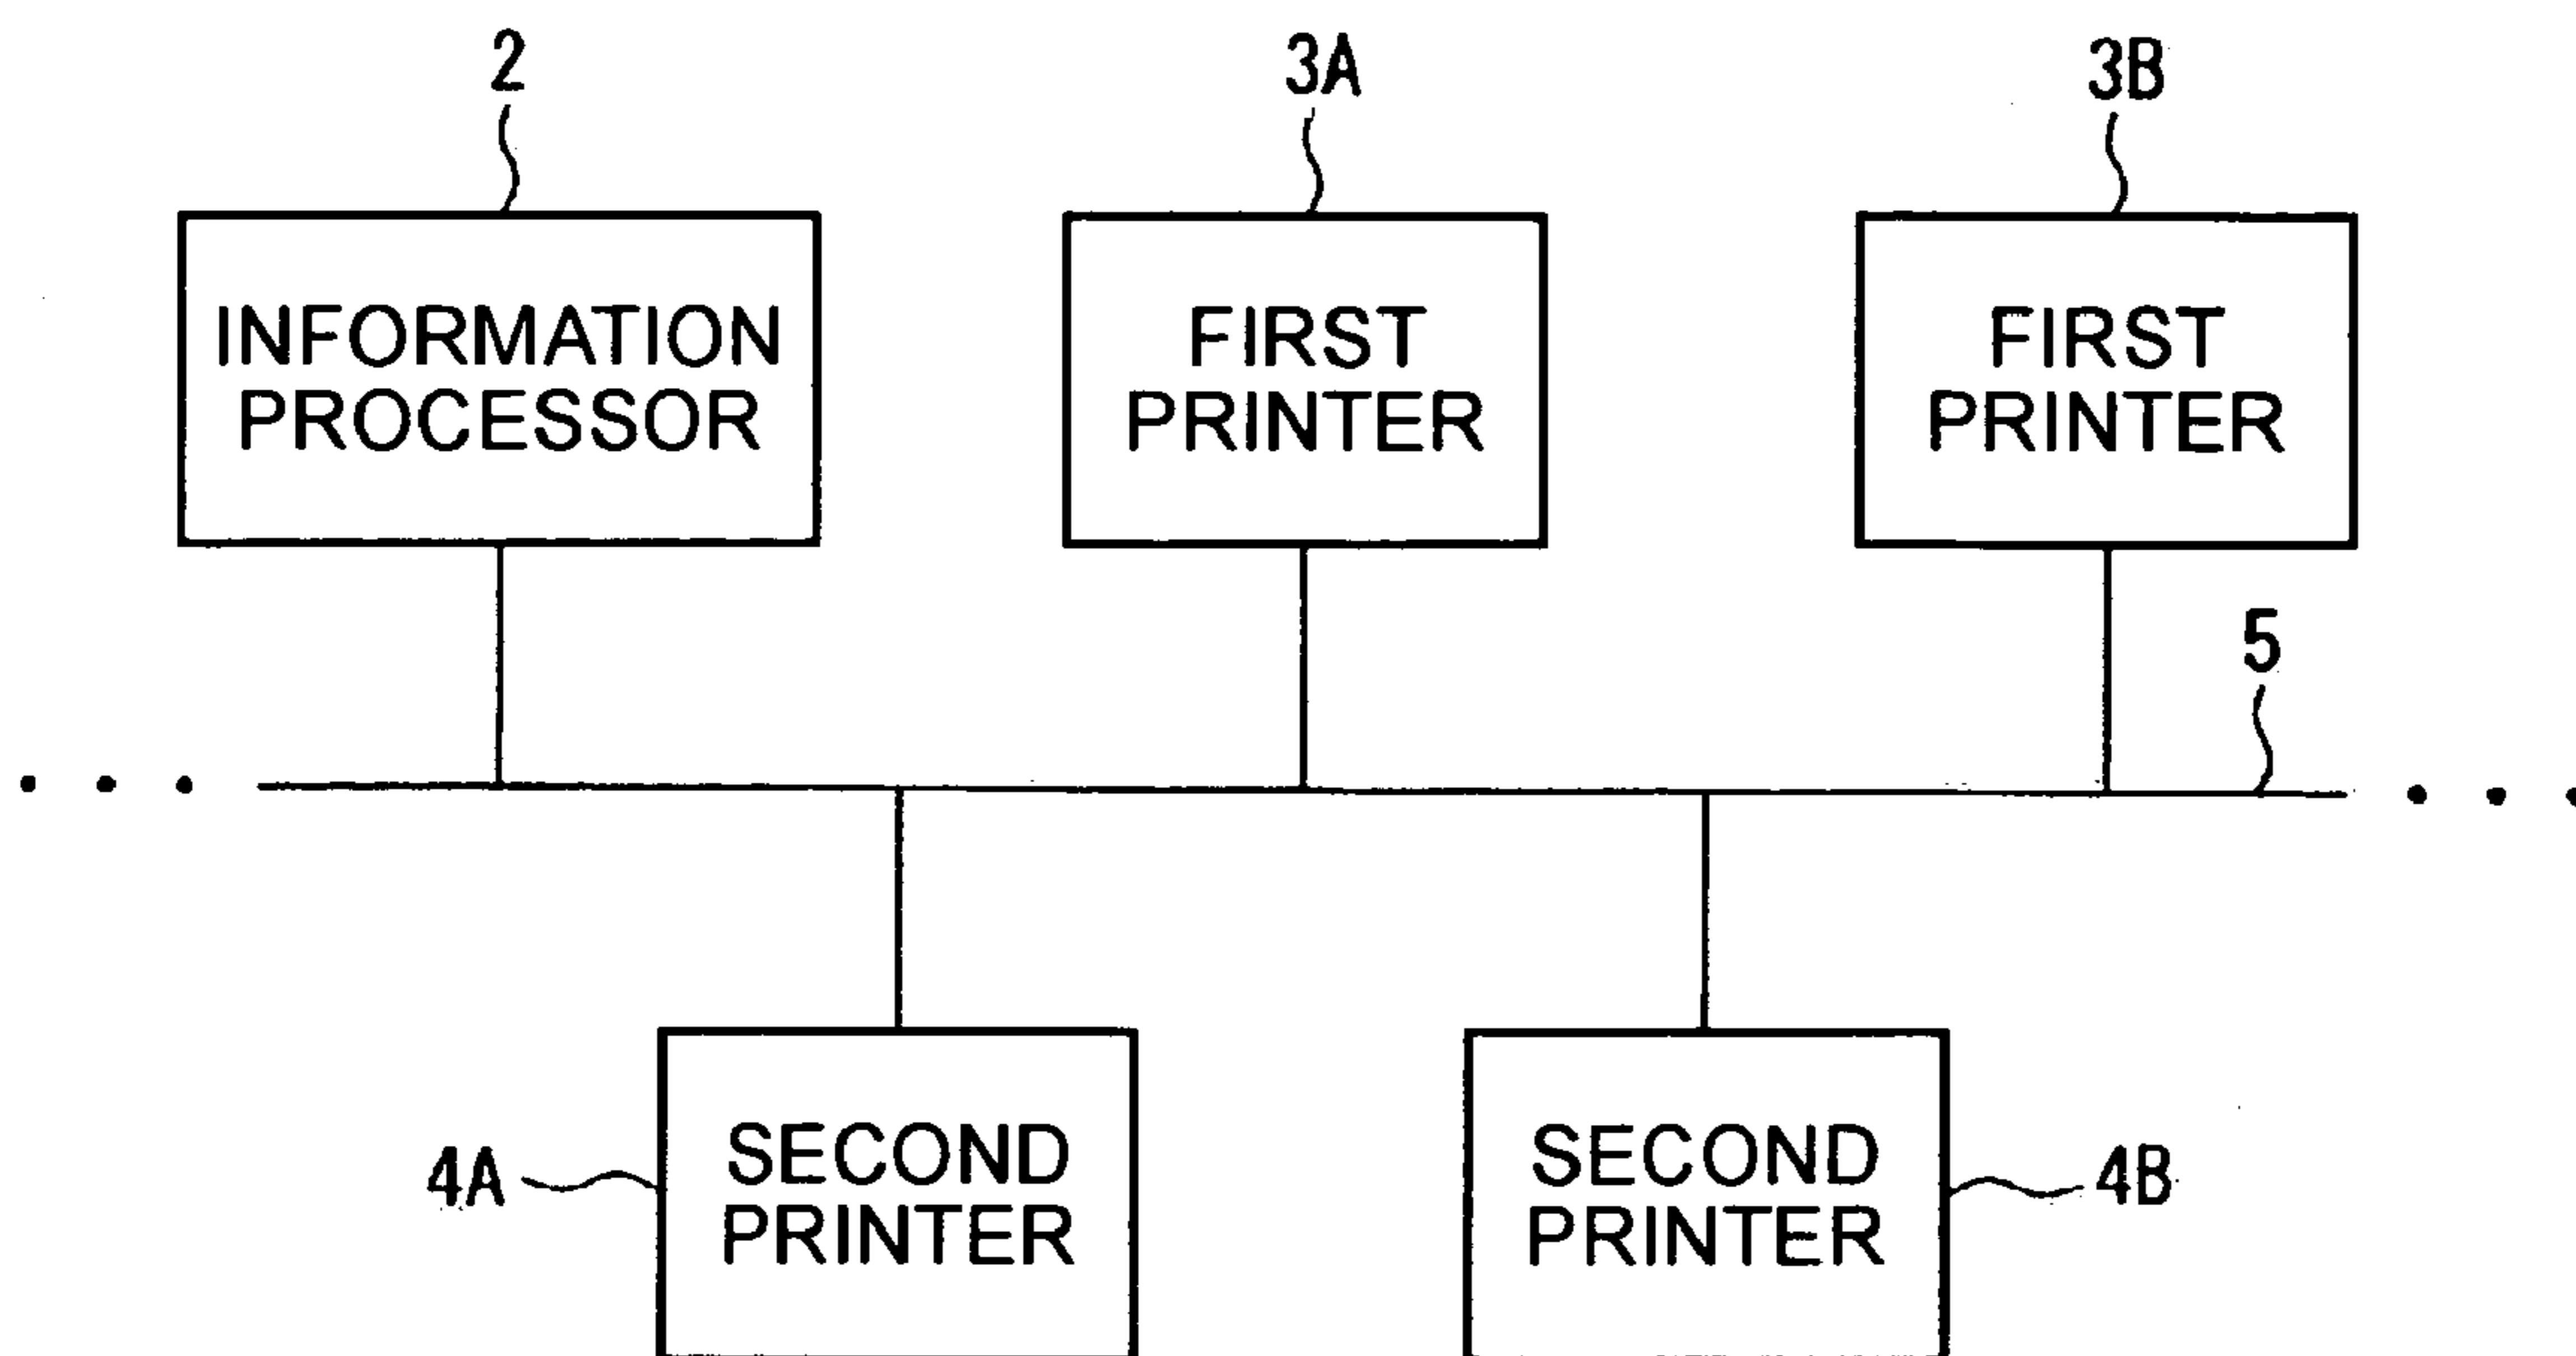 2
3A
3B
INFORMATION
PROCESSOR
FIRST
PRINTER
FIRST
PRINTER
5
4A
SECOND
PRINTER
SECOND
PRINTER
4B